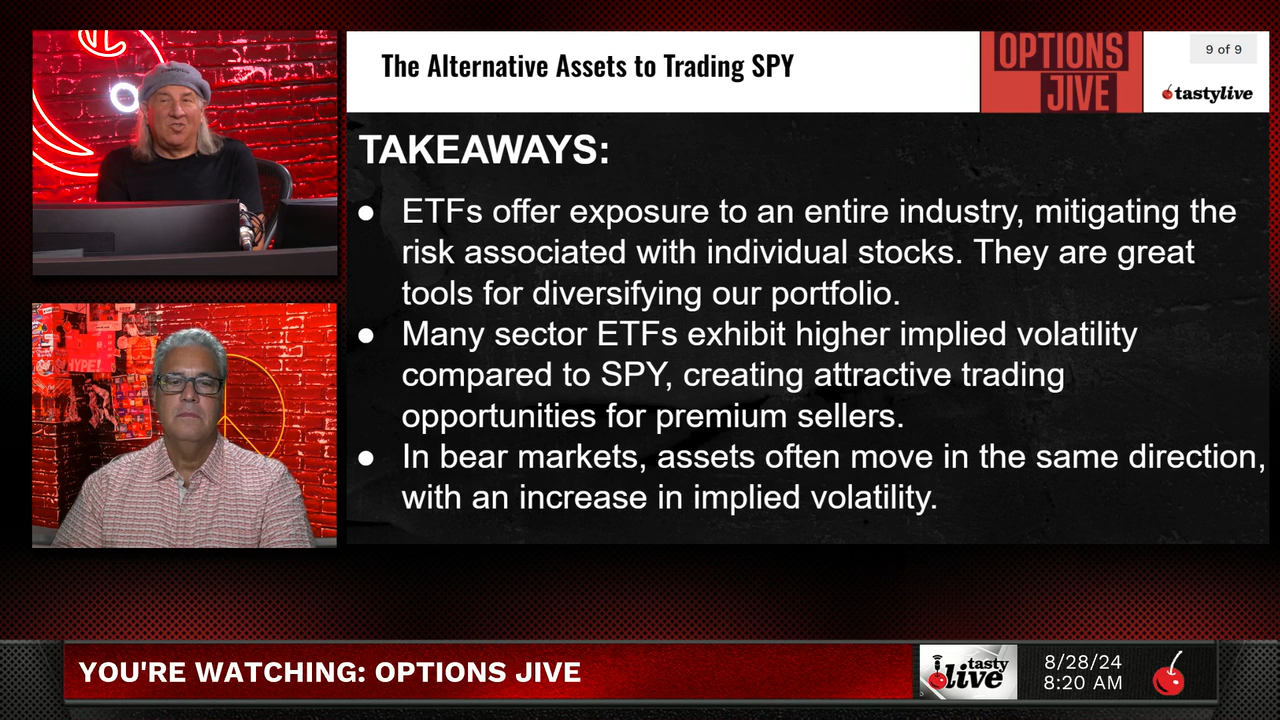 The Alternative Assets to Trading SPY
OPTIONS
JIVE
9 of 9
tastylive
TAKEAWAYS:
● ETFs offer exposure to an entire industry, mitigating the
risk associated with individual stocks. They are great
tools for diversifying our portfolio.
● Many sector ETFs exhibit higher implied volatility
compared to SPY, creating attractive trading
opportunities for premium sellers.
● In bear markets, assets often move in the same direction,
with an increase in implied volatility.
HYPE!
YOU'RE WATCHING: OPTIONS JIVE
tasty
live
8/28/24
8:20 AM